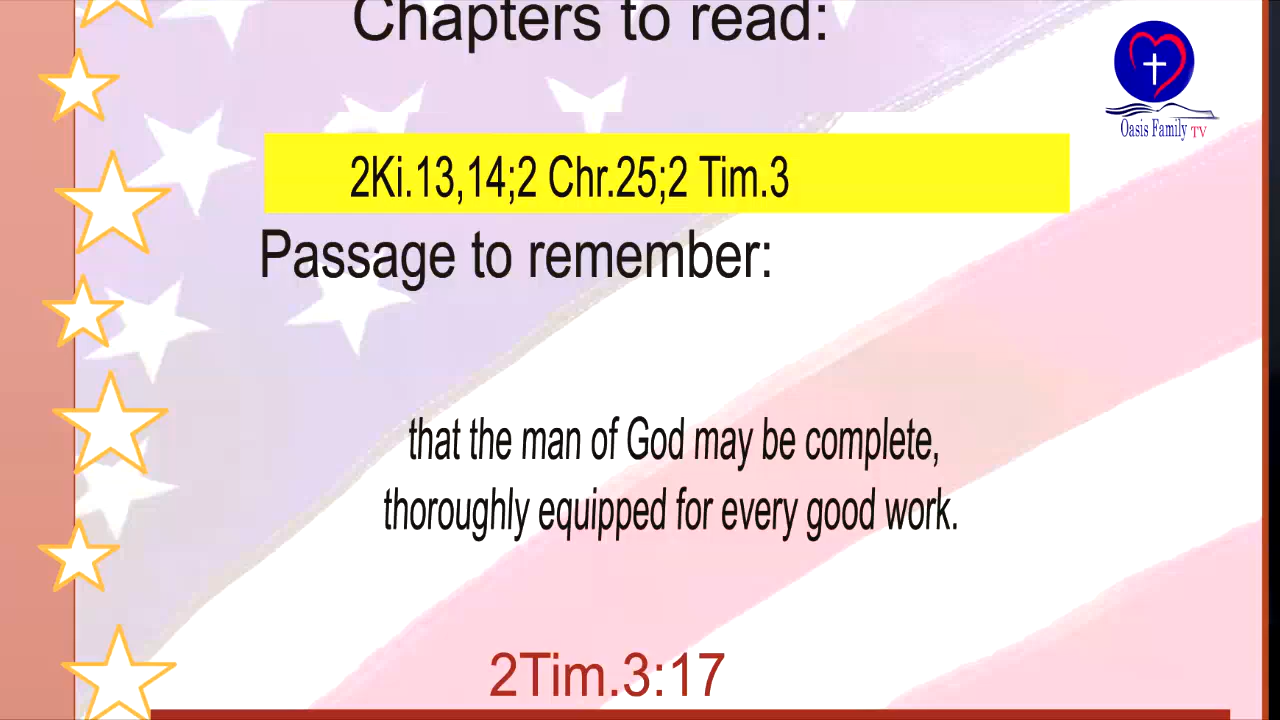 Chapters to read:
Oasis Family TV
2Ki.13,14;2 Chr.25;2 Tim.3
Passage to remember:
that the man of God may be complete,
thoroughly equipped for every good work.
2Tim.3:17